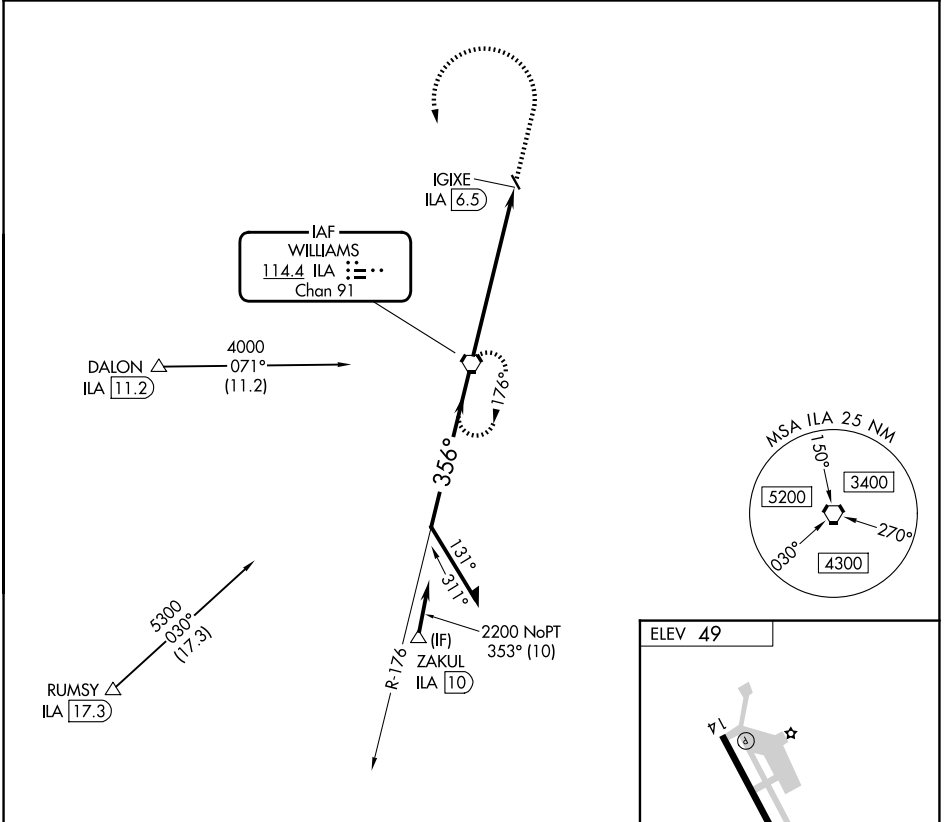 IGIXE
ILA 6.5
IAF
WILLIAMS
114.4 ILA
Chan 91
DALON
ILA 11.2
4000
071°
(11.2)
176°
356°
MSA ILA 25 NM
150°
5200
3400
030°
270°
4300
131°
311°
5300
030°
(17.3)
RUMSY
ILA 17.3
R-176
(IF)
ZAKUL
ILA 10
2200 NoPT
353° (10)
ELEV 49
14
P